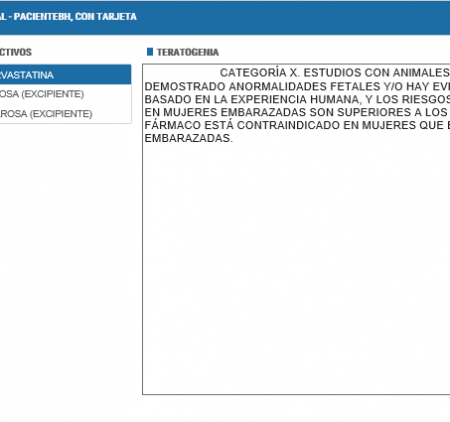 AL - PACIENTEBH, CON TARJETA
CTIVOS
TERATOGENIA
RVASTATINA
OSA (EXCIPIENTE)
AROSA (EXCIPIENTE)
CATEGORÍA X. ESTUDIOS CON ANIMALES
DEMOSTRADO ANORMALIDADES FETALES Y/O HAY EVI
BASADO EN LA EXPERIENCIA HUMANA, Y LOS RIESGOS
EN MUJERES EMBARAZADAS SON SUPERIORES A LOS
FÁRMACO ESTÁ CONTRAINDICADO EN MUJERES QUE E
EMBARAZADAS.